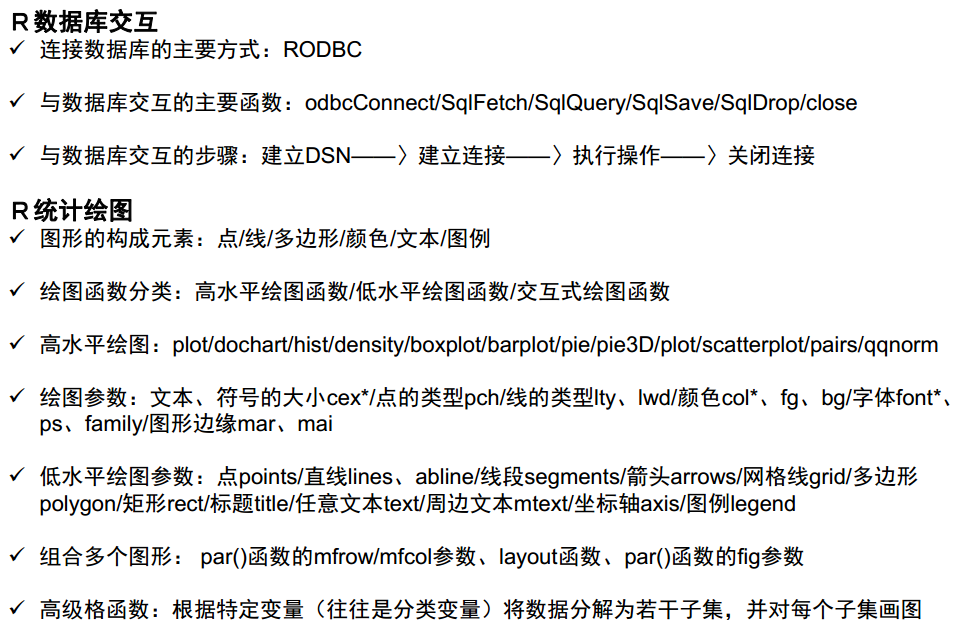 R 数据库交互
✓ 连接数据库的主要方式：RODBC
✓ 与数据库交互的主要函数：odbcConnect/SqlFetch/SqlQuery/SqlSave/SqlDrop/close
✓ 与数据库交互的步骤：建立DSN——〉建立连接——〉执行操作——〉关闭连接
R 统计绘图
✓ 图形的构成元素：点/线/多边形/颜色/文本/图例
✓ 绘图函数分类：高水平绘图函数/低水平绘图函数/交互式绘图函数
✓ 高水平绘图：plot/dochart/hist/density/boxplot/barplot/pie/pie3D/plot/scatterplot/pairs/qqnorm
✓ 绘图参数：文本、符号的大小cex*/点的类型pch/线的类型lty、lwd/颜色col*、fg、bg/字体font*、
ps、family/图形边缘mar、mai
✓ 低水平绘图参数：点points/直线lines、abline/线段segments/箭头arrows/网格线grid/多边形
polygon/矩形rect/标题title/任意文本text/周边文本mtext/坐标轴axis/图例legend
✓ 组合多个图形： par()函数的mfrow/mfcol参数、layout函数、par()函数的fig参数
✓ 高级格函数：根据特定变量（往往是分类变量）将数据分解为若干子集，并对每个子集画图